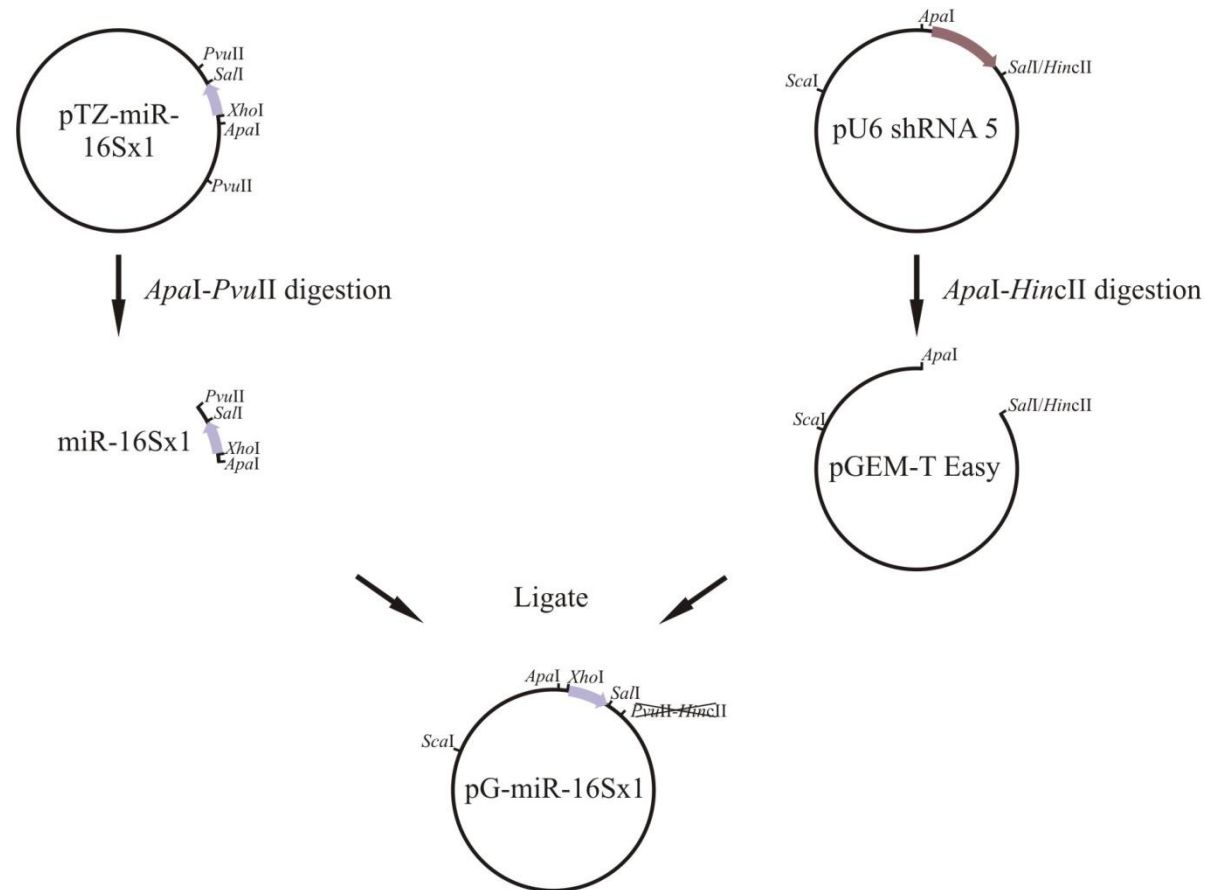 PvuII
SalI
XhoI
ApaI
PvuII
pTZ-miR-
16Sx1
ApaI
SalI/HincII
ScaI
pU6 shRNA 5
ApaI-PvuII digestion
ApaI-HincII digestion
PvuII
SalI
XhoI
ApaI
miR-16Sx1
ApaI
SalI/HincII
ScaI
pGEM-T Easy
Ligate
ApaI
XhoI
SalI
PvuII-HincII
ScaI
pG-miR-16Sx1